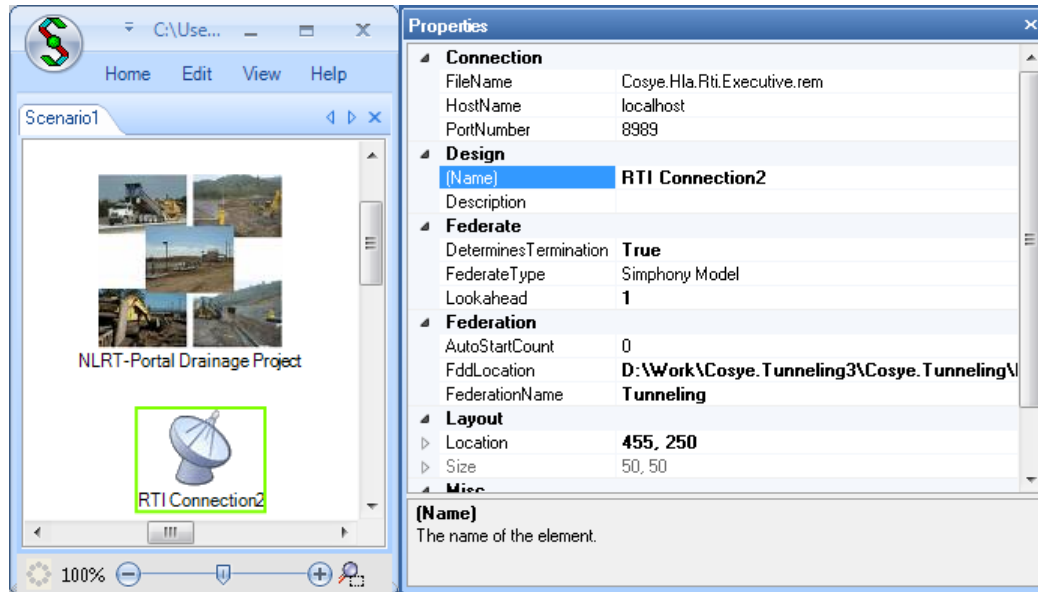 C:\Use...
Home Edit View Help
Scenario1
NLRT-Portal Drainage Project
RTI Connection2
100%
Properties
Connection
FileName Cosye.Hla.Rti.Executive.rem
HostName localhost
PortNumber 8989
Design
(Name) RTI Connection2
Description
Federate
DeterminesTermination True
FederateType Simphony Model
Lookahead 1
Federation
AutoStartCount 0
FddLocation D:\Work\Cosye.Tunneling3\Cosye.Tunneling\
FederationName Tunneling
Layout
Location 455, 250
Size 50, 50
Misc
(Name)
The name of the element.